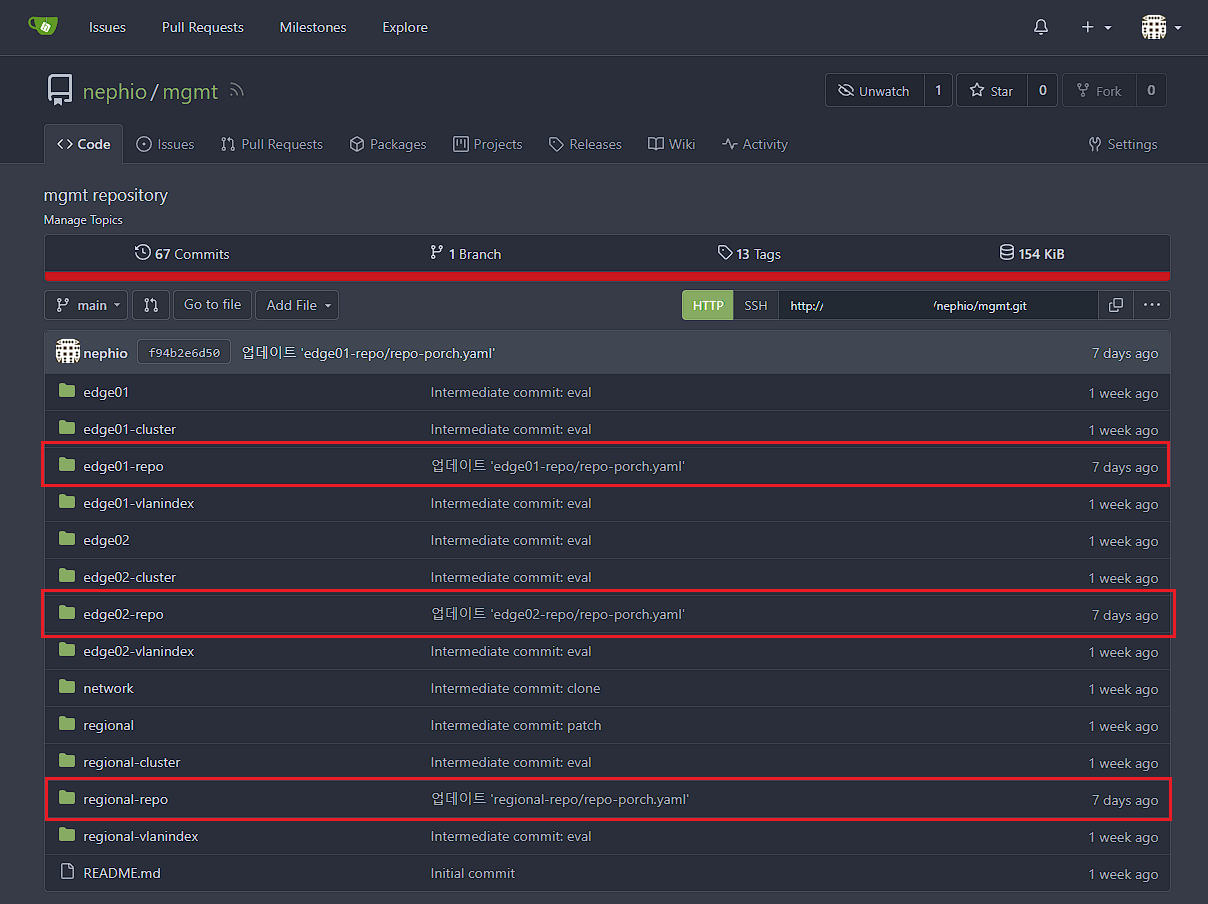 Issues Pull Requests Milestones Explore
nephio / mgmt Unwatch 1 Star 0 Fork 0
Code Issues Pull Requests Packages Projects Releases Wiki Activity Settings
mgmt repository
Manage Topics
67 Commits 1 Branch 13 Tags 154 KiB
main Go to file Add File HTTP SSH http:// /nephio/mgmt.git
nephio f94b2e6d50 업데이트 'edge01-repo/repo-porch.yaml' 7 days ago
edge01 Intermediate commit: eval 1 week ago
edge01-cluster Intermediate commit: eval 1 week ago
edge01-repo 업데이트 'edge01-repo/repo-porch.yaml' 7 days ago
edge01-vlanindex Intermediate commit: eval 1 week ago
edge02 Intermediate commit: eval 1 week ago
edge02-cluster Intermediate commit: eval 1 week ago
edge02-repo 업데이트 'edge02-repo/repo-porch.yaml' 7 days ago
edge02-vlanindex Intermediate commit: eval 1 week ago
network Intermediate commit: clone 1 week ago
regional Intermediate commit: patch 1 week ago
regional-cluster Intermediate commit: eval 1 week ago
regional-repo 업데이트 'regional-repo/repo-porch.yaml' 7 days ago
regional-vlanindex Intermediate commit: eval 1 week ago
README.md Initial commit 1 week ago